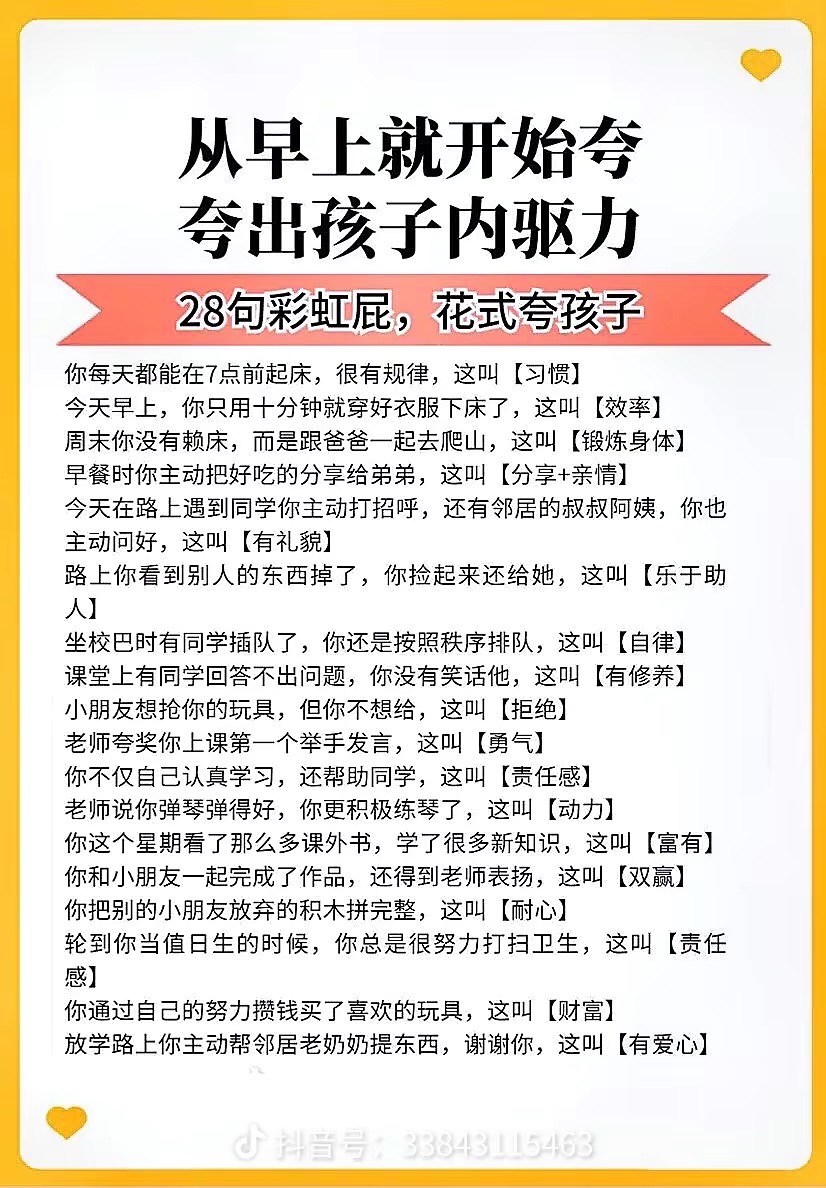 从早上就开始夸
夸出孩子内驱力
28句彩虹屁，花式夸孩子
你每天都能在7点前起床，很有规律，这叫【习惯】
今天早上，你只用十分钟就穿好衣服下床了，这叫【效率】
周末你没有赖床，而是跟爸爸一起去爬山，这叫【锻炼身体】
早餐时你主动把好吃的分享给弟弟，这叫【分享+亲情】
今天在路上遇到同学你主动打招呼，还有邻居的叔叔阿姨，你也
主动问好，这叫【有礼貌】
路上你看到别人的东西掉了，你捡起来还给她，这叫【乐于助
人】
坐校巴时有同学插队了，你还是按照秩序排队，这叫【自律】
课堂上有同学回答不出问题，你没有笑话他，这叫【有修养】
小朋友想抢你的玩具，但你不想给，这叫【拒绝】
老师夸奖你上课第一个举手发言，这叫【勇气】
你不仅自己认真学习，还帮助同学，这叫【责任感】
老师说你弹琴弹得好，你更积极练琴了，这叫【动力】
你这个星期看了那么多课外书，学了很多新知识，这叫【富有】
你和小朋友一起完成了作品，还得到老师表扬，这叫【双赢】
你把别的小朋友放弃的积木拼完整，这叫【耐心】
轮到你当值日生的时候，你总是很努力打扫卫生，这叫【责任
感】
你通过自己的努力攒钱买了喜欢的玩具，这叫【财富】
放学路上你主动帮邻居老奶奶提东西，谢谢你，这叫【有爱心】
抖音号：33843115463